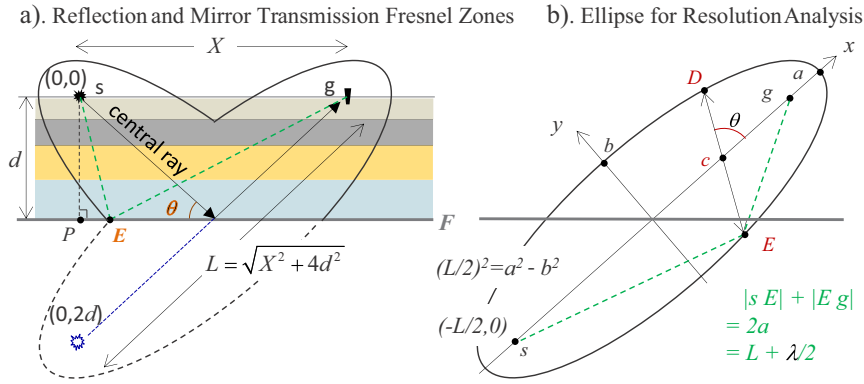 a). Reflection and Mirror Transmission Fresnel Zones
X
(0,0)
s
g
central ray
d
θ
P
E
F
L = √X² + 4d²
(0,2d)
b). Ellipse for Resolution Analysis
x
a
D
g
θ
y
b
c
E
(L/2)²=a² - b²
(-L/2,0)
s
|s E| + |E g|
= 2a
= L + λ/2